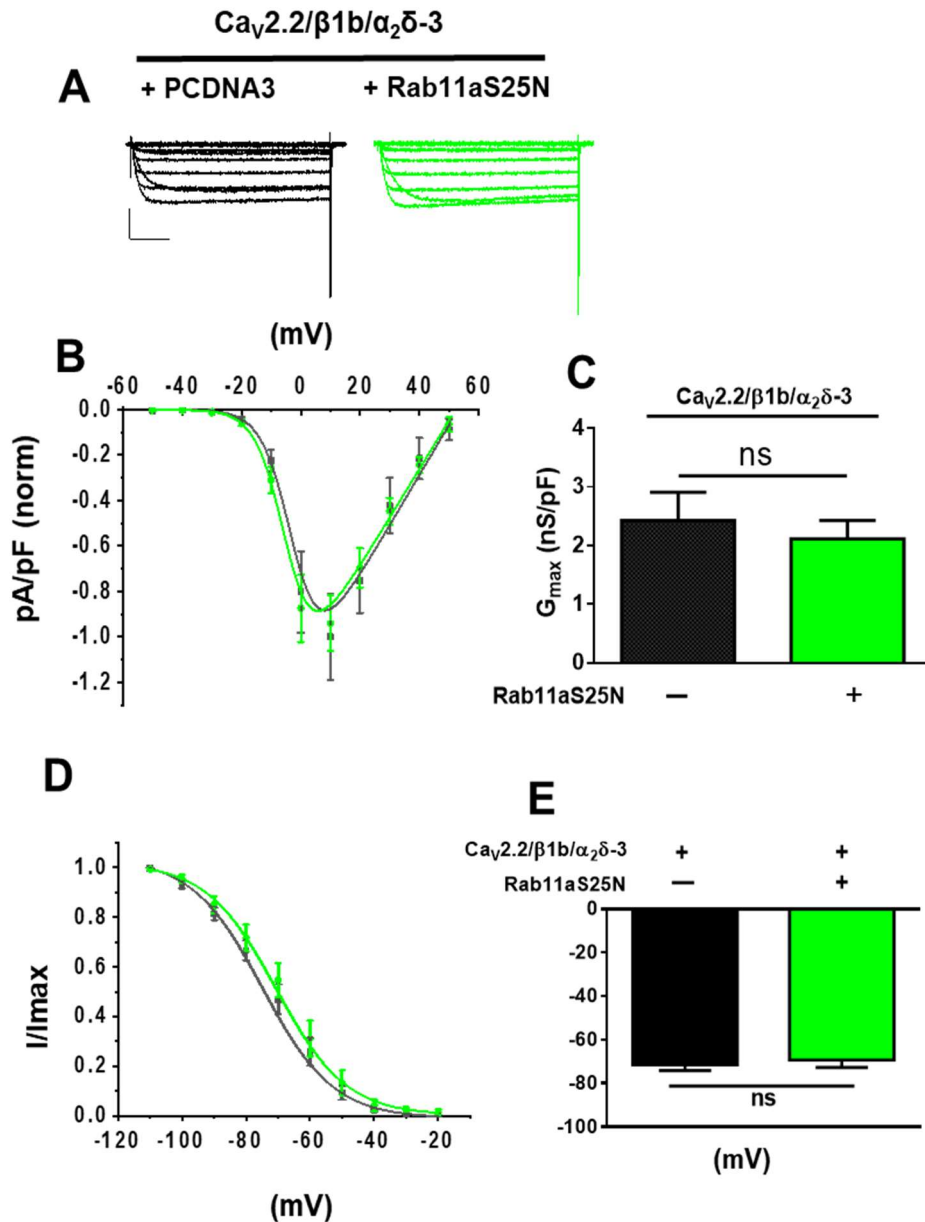 CaV2.2/β1b/α2δ-3
A
+ PCDNA3
+ Rab11aS25N
B
(mV)
-60 -40 -20 0 20 40 60
0.0
-0.2
-0.4
-0.6
-0.8
-1.0
-1.2
pA/pF (norm)
C
CaV2.2/β1b/α2δ-3
ns
4
3
2
1
0
Gmax (nS/pF)
Rab11aS25N − +
D
1.0
0.8
0.6
0.4
0.2
0.0
I/Imax
-120 -100 -80 -60 -40 -20
(mV)
E
CaV2.2/β1b/α2δ-3 + +
Rab11aS25N − +
0
-20
-40
-60
-80
-100
ns
(mV)